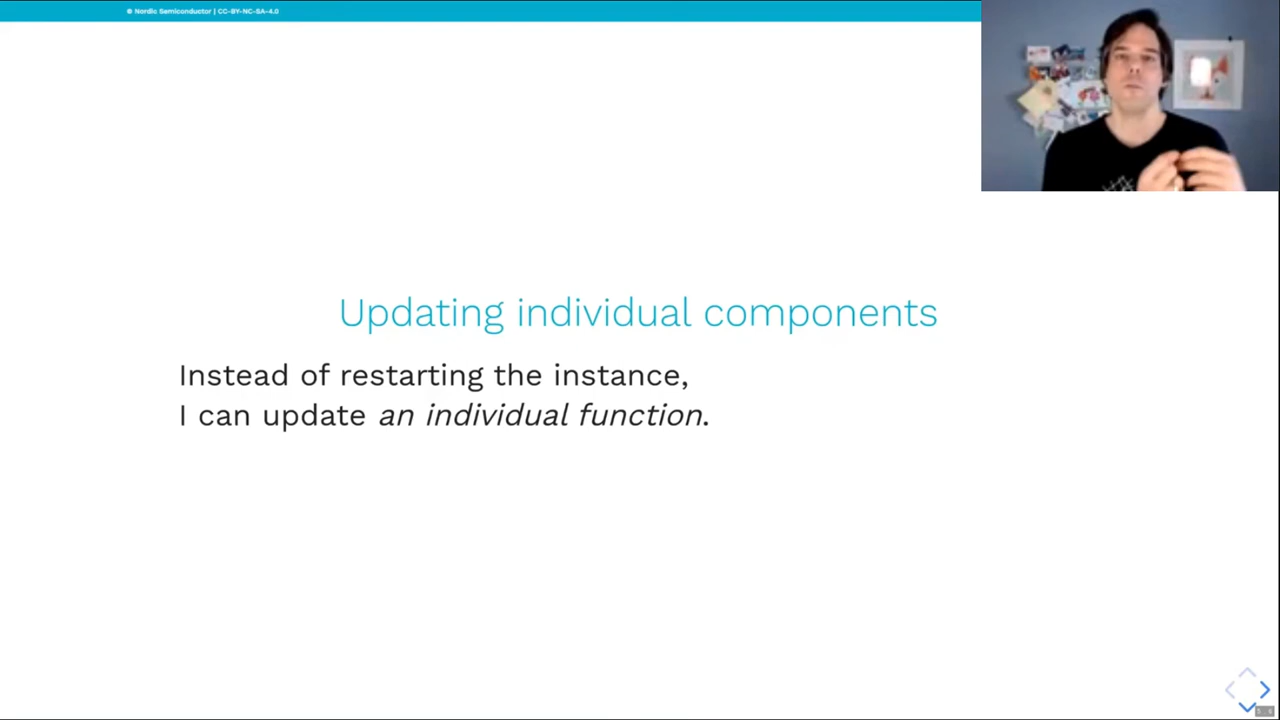 © Nordic Semiconductor | CC-BY-NC-SA-4.0
Updating individual components
Instead of restarting the instance,
I can update an individual function.